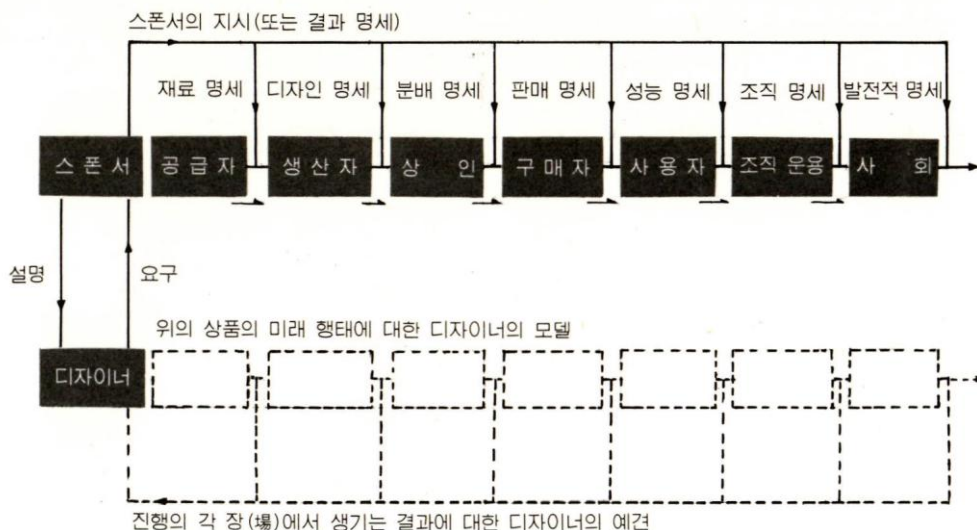 스폰서의 지시(또는 결과 명세)
재료 명세 디자인 명세 분배 명세 판매 명세 성능 명세 조직 명세 발전적 명세
스폰서 공급자 생산자 상 인 구매자 사용자 조직 운용 사 회
설명 요구
위의 상품의 미래 행태에 대한 디자이너의 모델
디자이너
진행의 각 장(場)에서 생기는 결과에 대한 디자이너의 예견